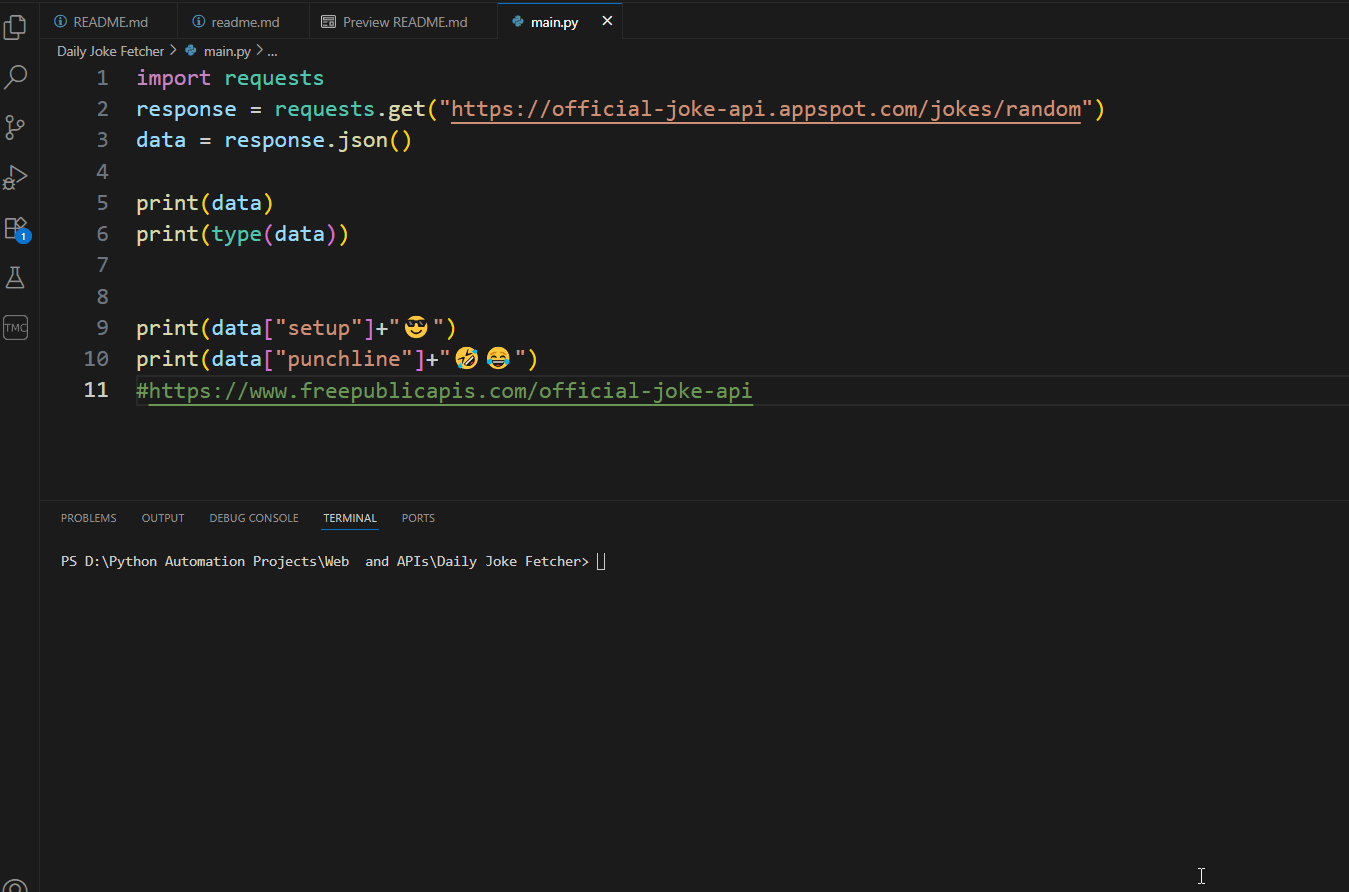 README.md readme.md Preview README.md main.py
Daily Joke Fetcher > main.py > ...
1 import requests
2 response = requests.get("https://official-joke-api.appspot.com/jokes/random")
3 data = response.json()
4
5 print(data)
6 print(type(data))
7
8
9 print(data["setup"]+"😎")
10 print(data["punchline"]+"🤣😂")
11 #https://www.freepublicapis.com/official-joke-api
1
TMC
PROBLEMS OUTPUT DEBUG CONSOLE TERMINAL PORTS
PS D:\Python Automation Projects\Web  and APIs\Daily Joke Fetcher>